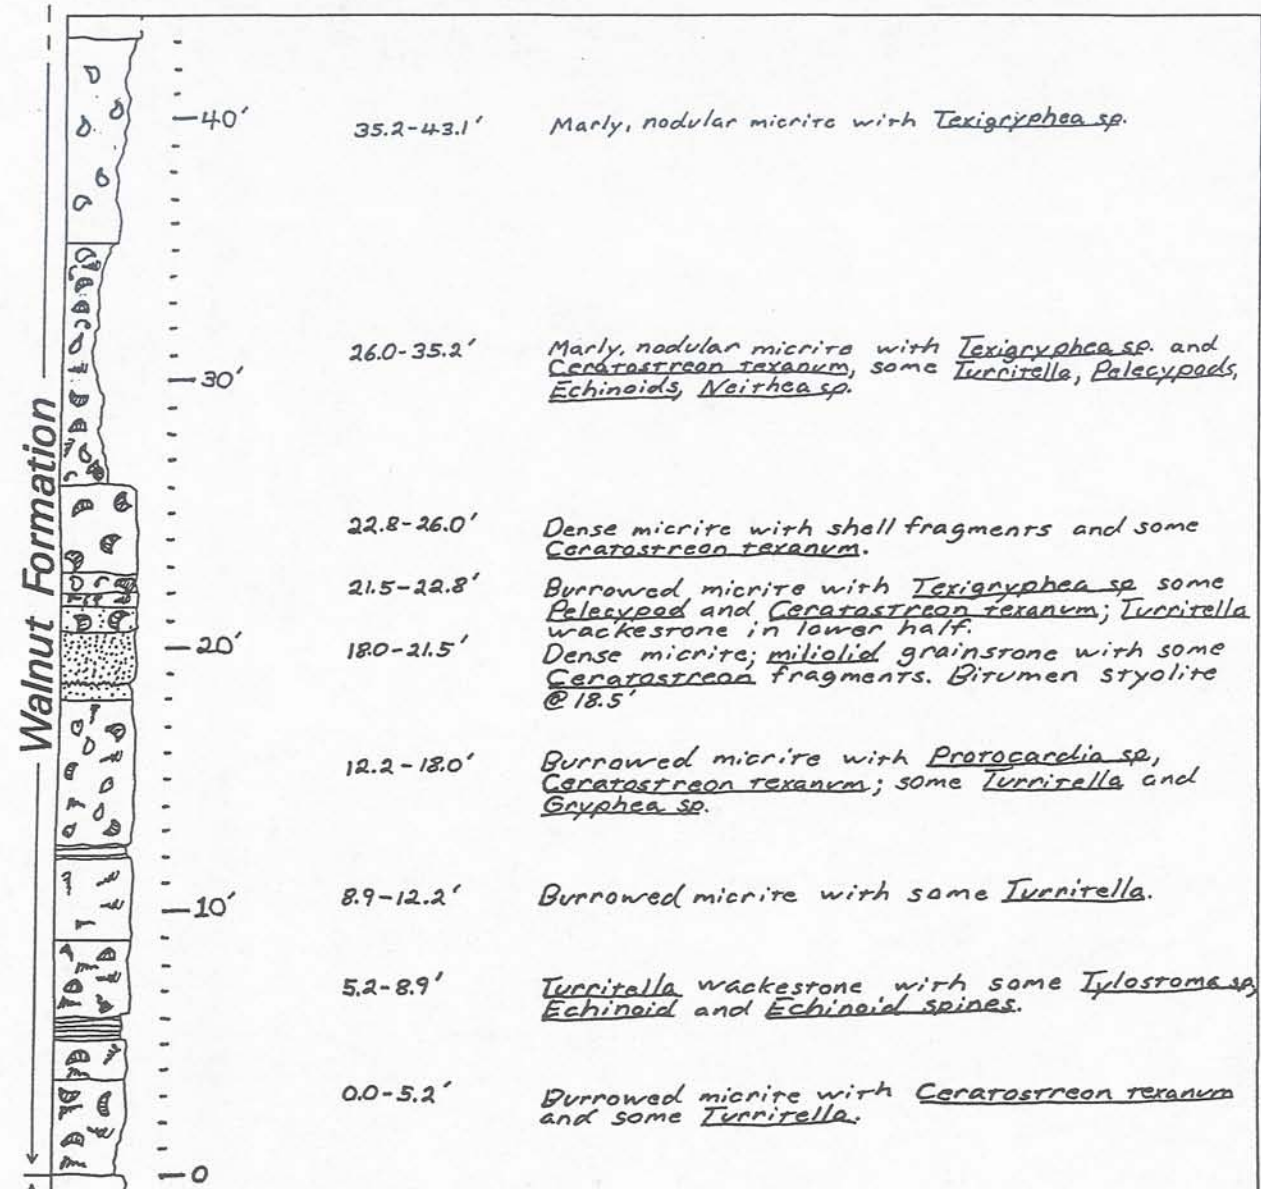 Walnut Formation
40'
30'
20'
10'
0
35.2-43.1' Marly, nodular micrite with Texigryphea sp.
26.0-35.2' Marly, nodular micrite with Texigryphea sp. and
Ceratostreon texanum, some Turritella, Pelecypods,
Echinoids, Neithea sp.
22.8-26.0' Dense micrite with shell fragments and some
Ceratostreon texanum.
21.5-22.8' Burrowed micrite with Texigryphea sp some
Pelecypod and Ceratostreon texanum; Turritella
wackestone in lower half.
18.0-21.5' Dense micrite; miliolid grainstone with some
Ceratostreon fragments. Bitumen styolite
@ 18.5'
12.2-18.0' Burrowed micrite with Protocardia sp,
Ceratostreon texanum; some Turritella and
Gryphea sp.
8.9-12.2' Burrowed micrite with some Turritella.
5.2-8.9' Turritella wackestone with some Tylostoma sp,
Echinoid and Echinoid spines.
0.0-5.2' Burrowed micrite with Ceratostreon texanum
and some Turritella.